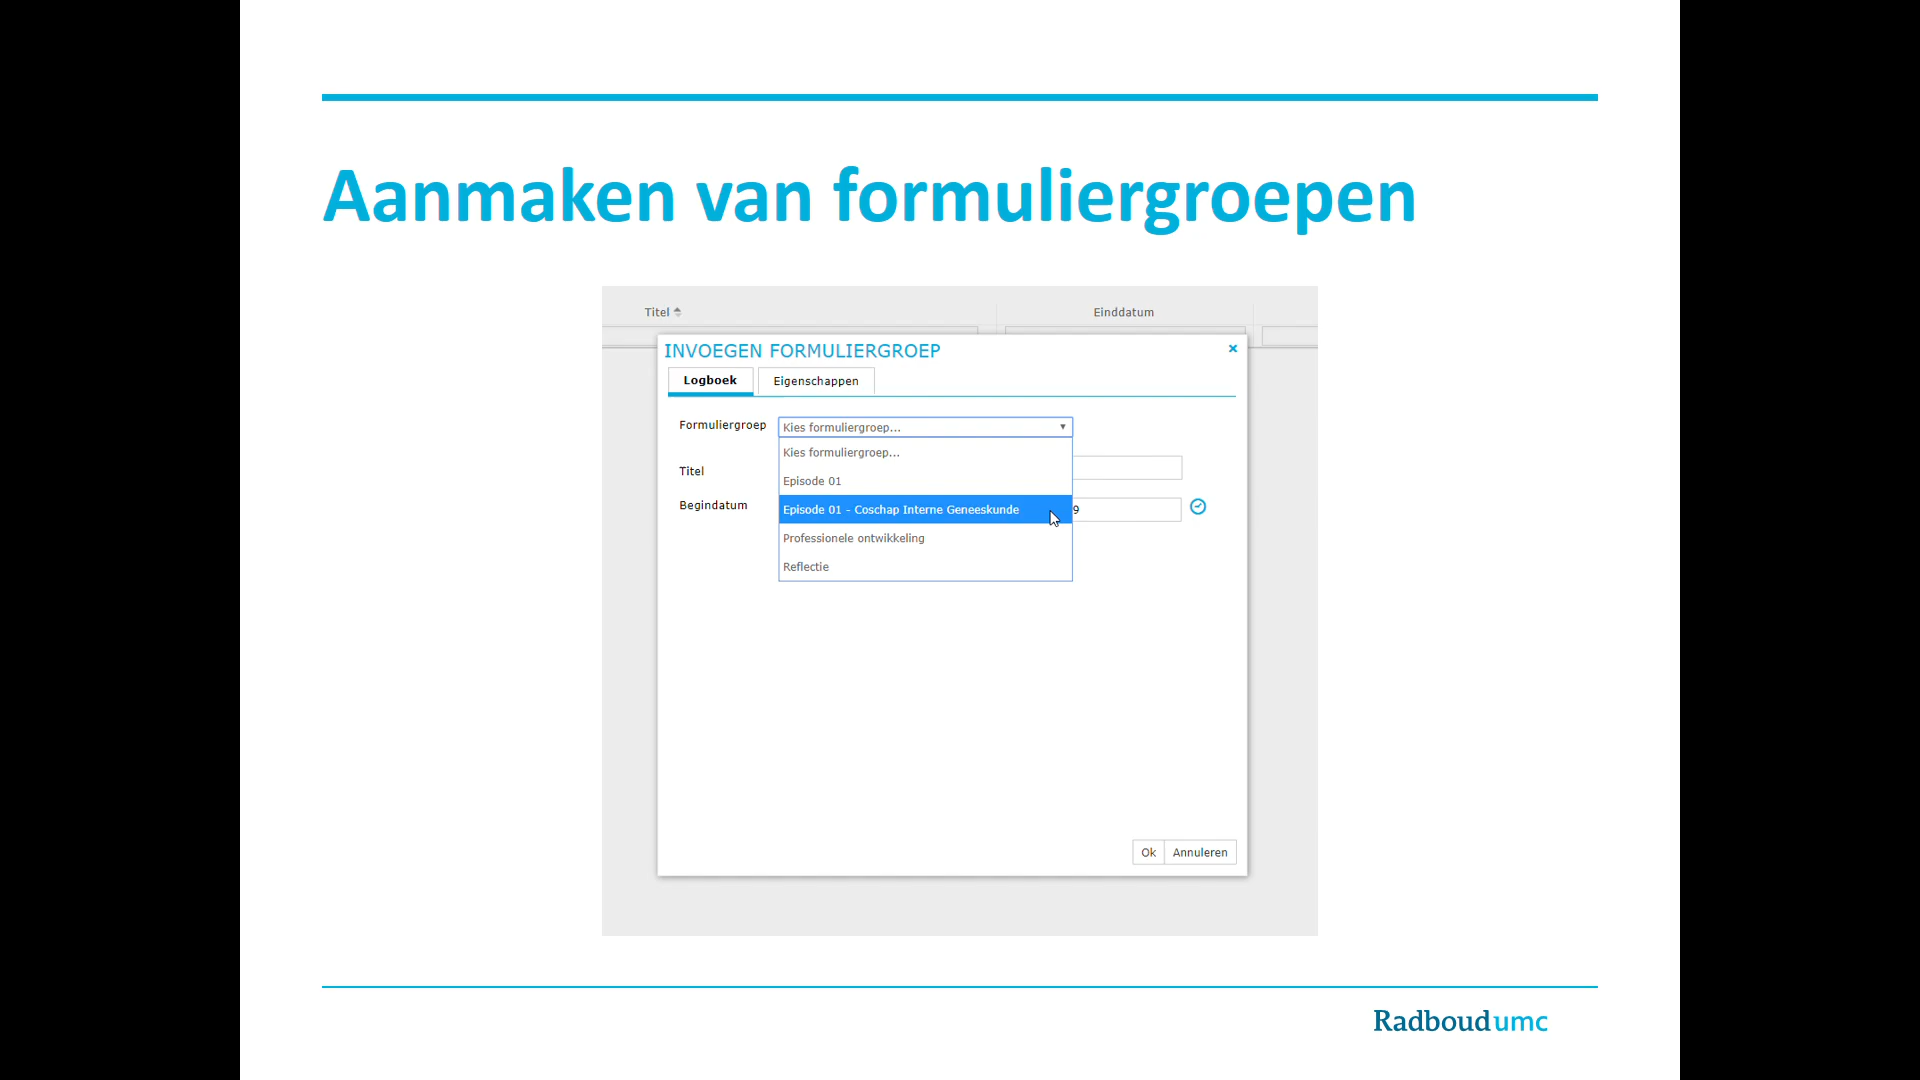 Aanmaken van formuliergroepen
Titel Einddatum
INVOEGEN FORMULIERGROEP
Logboek Eigenschappen
Formuliergroep Kies formuliergroep...
Kies formuliergroep...
Titel
Episode 01
Begindatum Episode 01 - Coschap Interne Geneeskunde 9
Professionele ontwikkeling
Reflectie
Ok Annuleren
Radboudumc